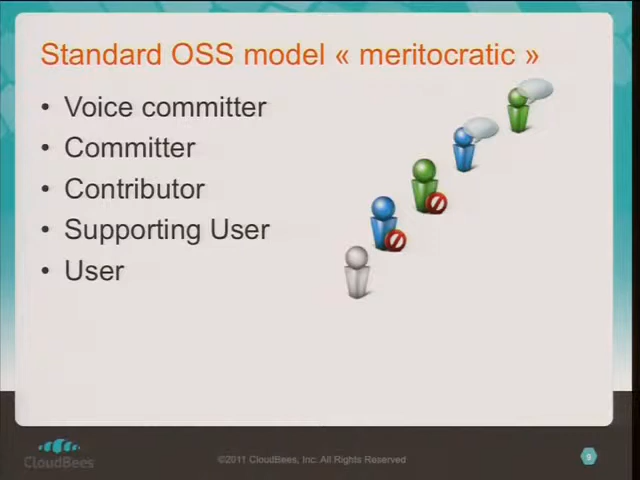 Standard OSS model « meritocratic »
• Voice committer
• Committer
• Contributor
• Supporting User
• User
CloudBees
©2011 CloudBees, Inc. All Rights Reserved
9